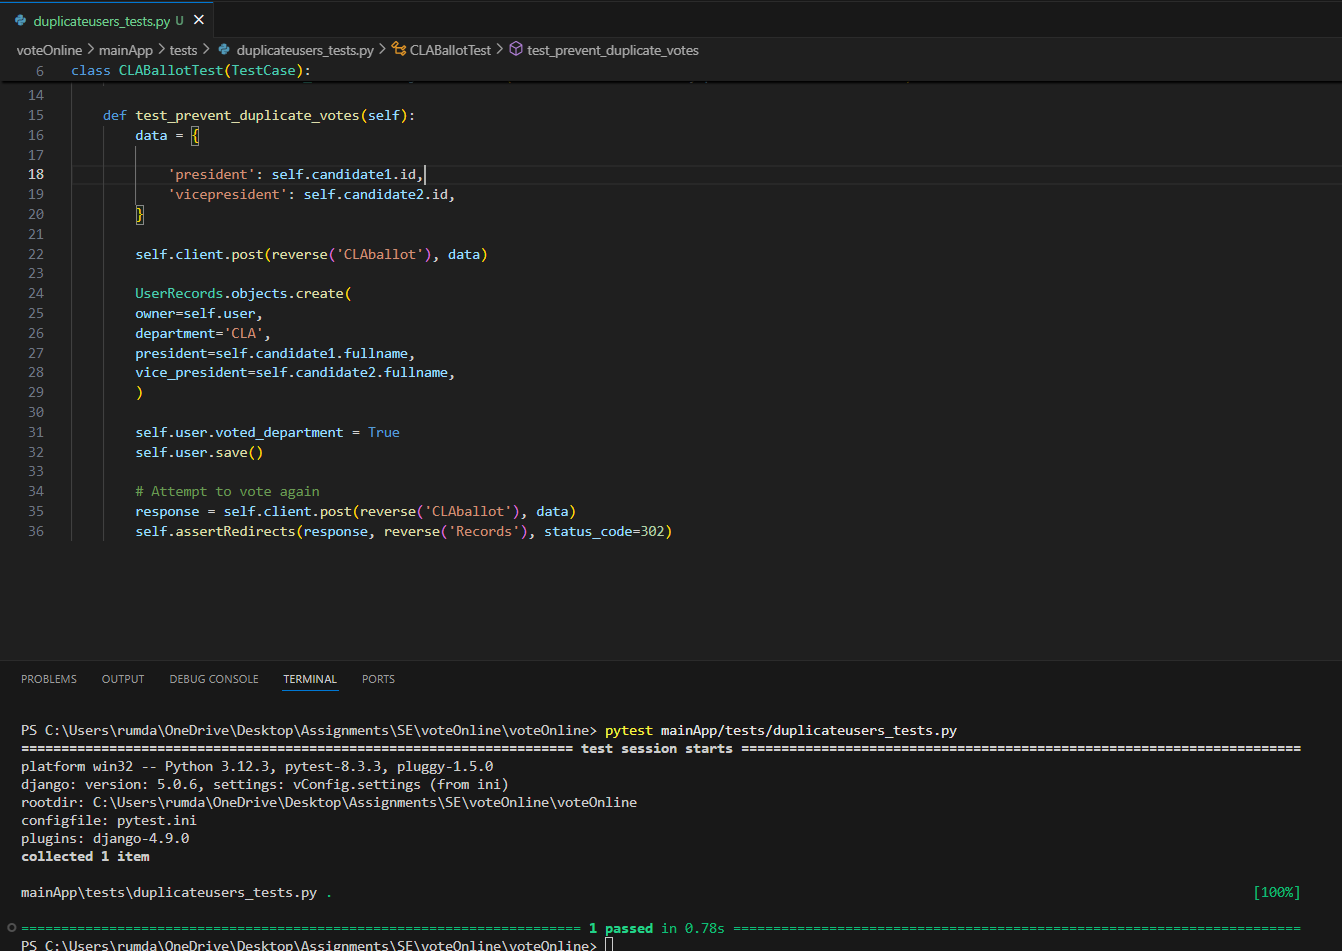 duplicateusers_tests.py U ×
voteOnline > mainApp > tests > duplicateusers_tests.py > CLABallotTest > test_prevent_duplicate_votes
6 class CLABallotTest(TestCase):
14
15 def test_prevent_duplicate_votes(self):
16 data = {
17
18 'president': self.candidate1.id,
19 'vicepresident': self.candidate2.id,
20 }
21
22 self.client.post(reverse('CLAballot'), data)
23
24 UserRecords.objects.create(
25 owner=self.user,
26 department='CLA',
27 president=self.candidate1.fullname,
28 vice_president=self.candidate2.fullname,
29 )
30
31 self.user.voted_department = True
32 self.user.save()
33
34 # Attempt to vote again
35 response = self.client.post(reverse('CLAballot'), data)
36 self.assertRedirects(response, reverse('Records'), status_code=302)
PROBLEMS OUTPUT DEBUG CONSOLE TERMINAL PORTS
PS C:\Users\rumda\OneDrive\Desktop\Assignments\SE\voteOnline\voteOnline> pytest mainApp/tests/duplicateusers_tests.py
===================================================================== test session starts ======================================================================
platform win32 -- Python 3.12.3, pytest-8.3.3, pluggy-1.5.0
django: version: 5.0.6, settings: vConfig.settings (from ini)
rootdir: C:\Users\rumda\OneDrive\Desktop\Assignments\SE\voteOnline\voteOnline
configfile: pytest.ini
plugins: django-4.9.0
collected 1 item
mainApp\tests\duplicateusers_tests.py . [100%]
====================================================================== 1 passed in 0.78s =======================================================================
PS C:\Users\rumda\OneDrive\Desktop\Assignments\SE\voteOnline\voteOnline>